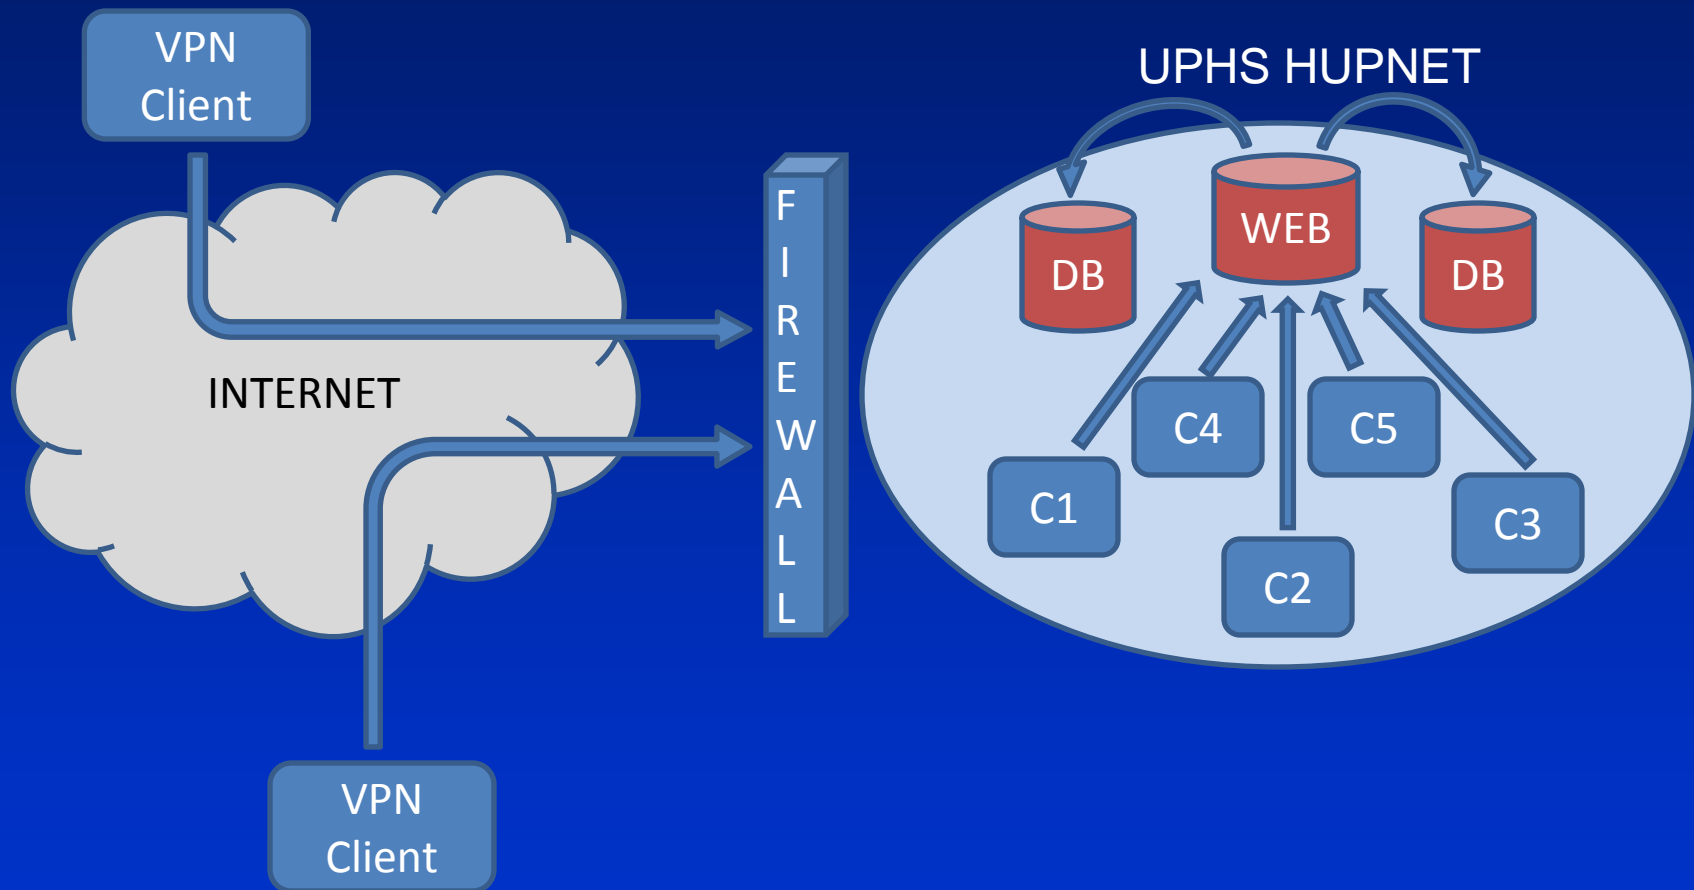 VPN
Client
UPHS HUPNET
F
I
R
E
W
A
L
L
WEB
DB
DB
INTERNET
C4
C5
C1
C3
C2
VPN
Client